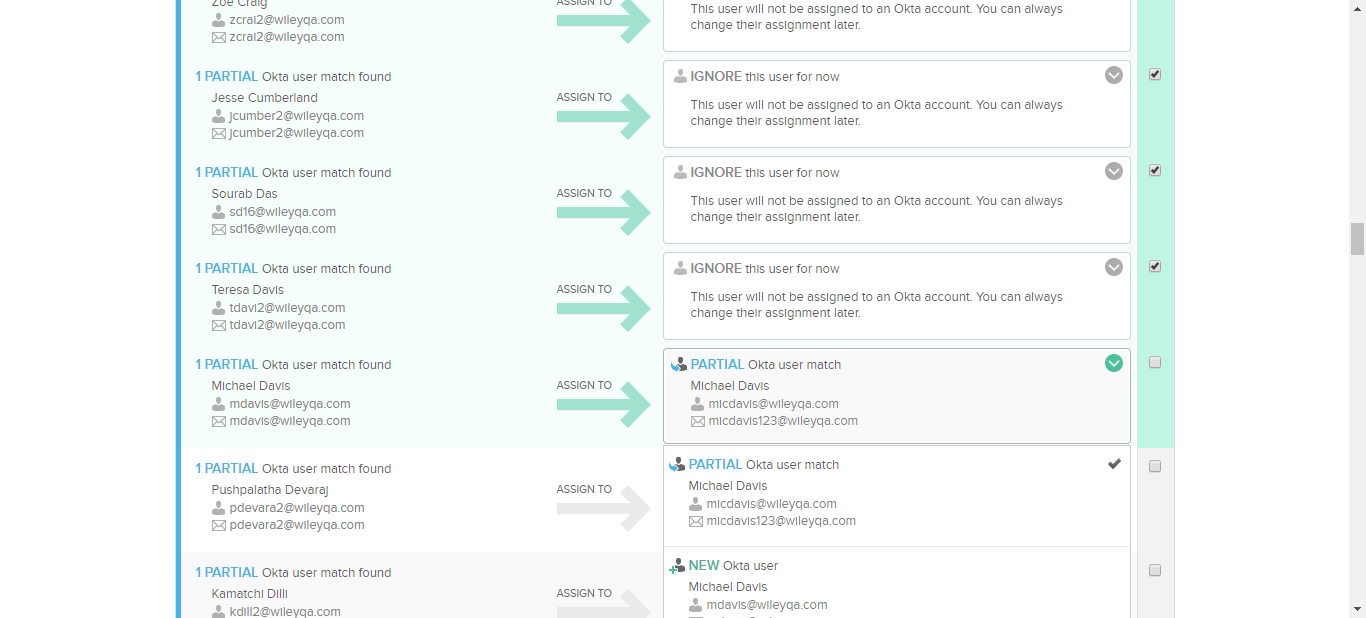 Zoe Craig
zcrai2@wileyqa.com
zcrai2@wileyqa.com
ASSIGN TO
This user will not be assigned to an Okta account. You can always
change their assignment later.
1 PARTIAL Okta user match found
Jesse Cumberland
jcumber2@wileyqa.com
jcumber2@wileyqa.com
ASSIGN TO
IGNORE this user for now
This user will not be assigned to an Okta account. You can always
change their assignment later.
1 PARTIAL Okta user match found
Sourab Das
sd16@wileyqa.com
sd16@wileyqa.com
ASSIGN TO
IGNORE this user for now
This user will not be assigned to an Okta account. You can always
change their assignment later.
1 PARTIAL Okta user match found
Teresa Davis
tdavi2@wileyqa.com
tdavi2@wileyqa.com
ASSIGN TO
IGNORE this user for now
This user will not be assigned to an Okta account. You can always
change their assignment later.
1 PARTIAL Okta user match found
Michael Davis
mdavis@wileyqa.com
mdavis@wileyqa.com
ASSIGN TO
PARTIAL Okta user match
Michael Davis
micdavis@wileyqa.com
micdavis123@wileyqa.com
1 PARTIAL Okta user match found
Pushpalatha Devaraj
pdevara2@wileyqa.com
pdevara2@wileyqa.com
ASSIGN TO
PARTIAL Okta user match
Michael Davis
micdavis@wileyqa.com
micdavis123@wileyqa.com
1 PARTIAL Okta user match found
Kamatchi Dilli
kdill2@wileyqa.com
ASSIGN TO
NEW Okta user
Michael Davis
mdavis@wileyqa.com